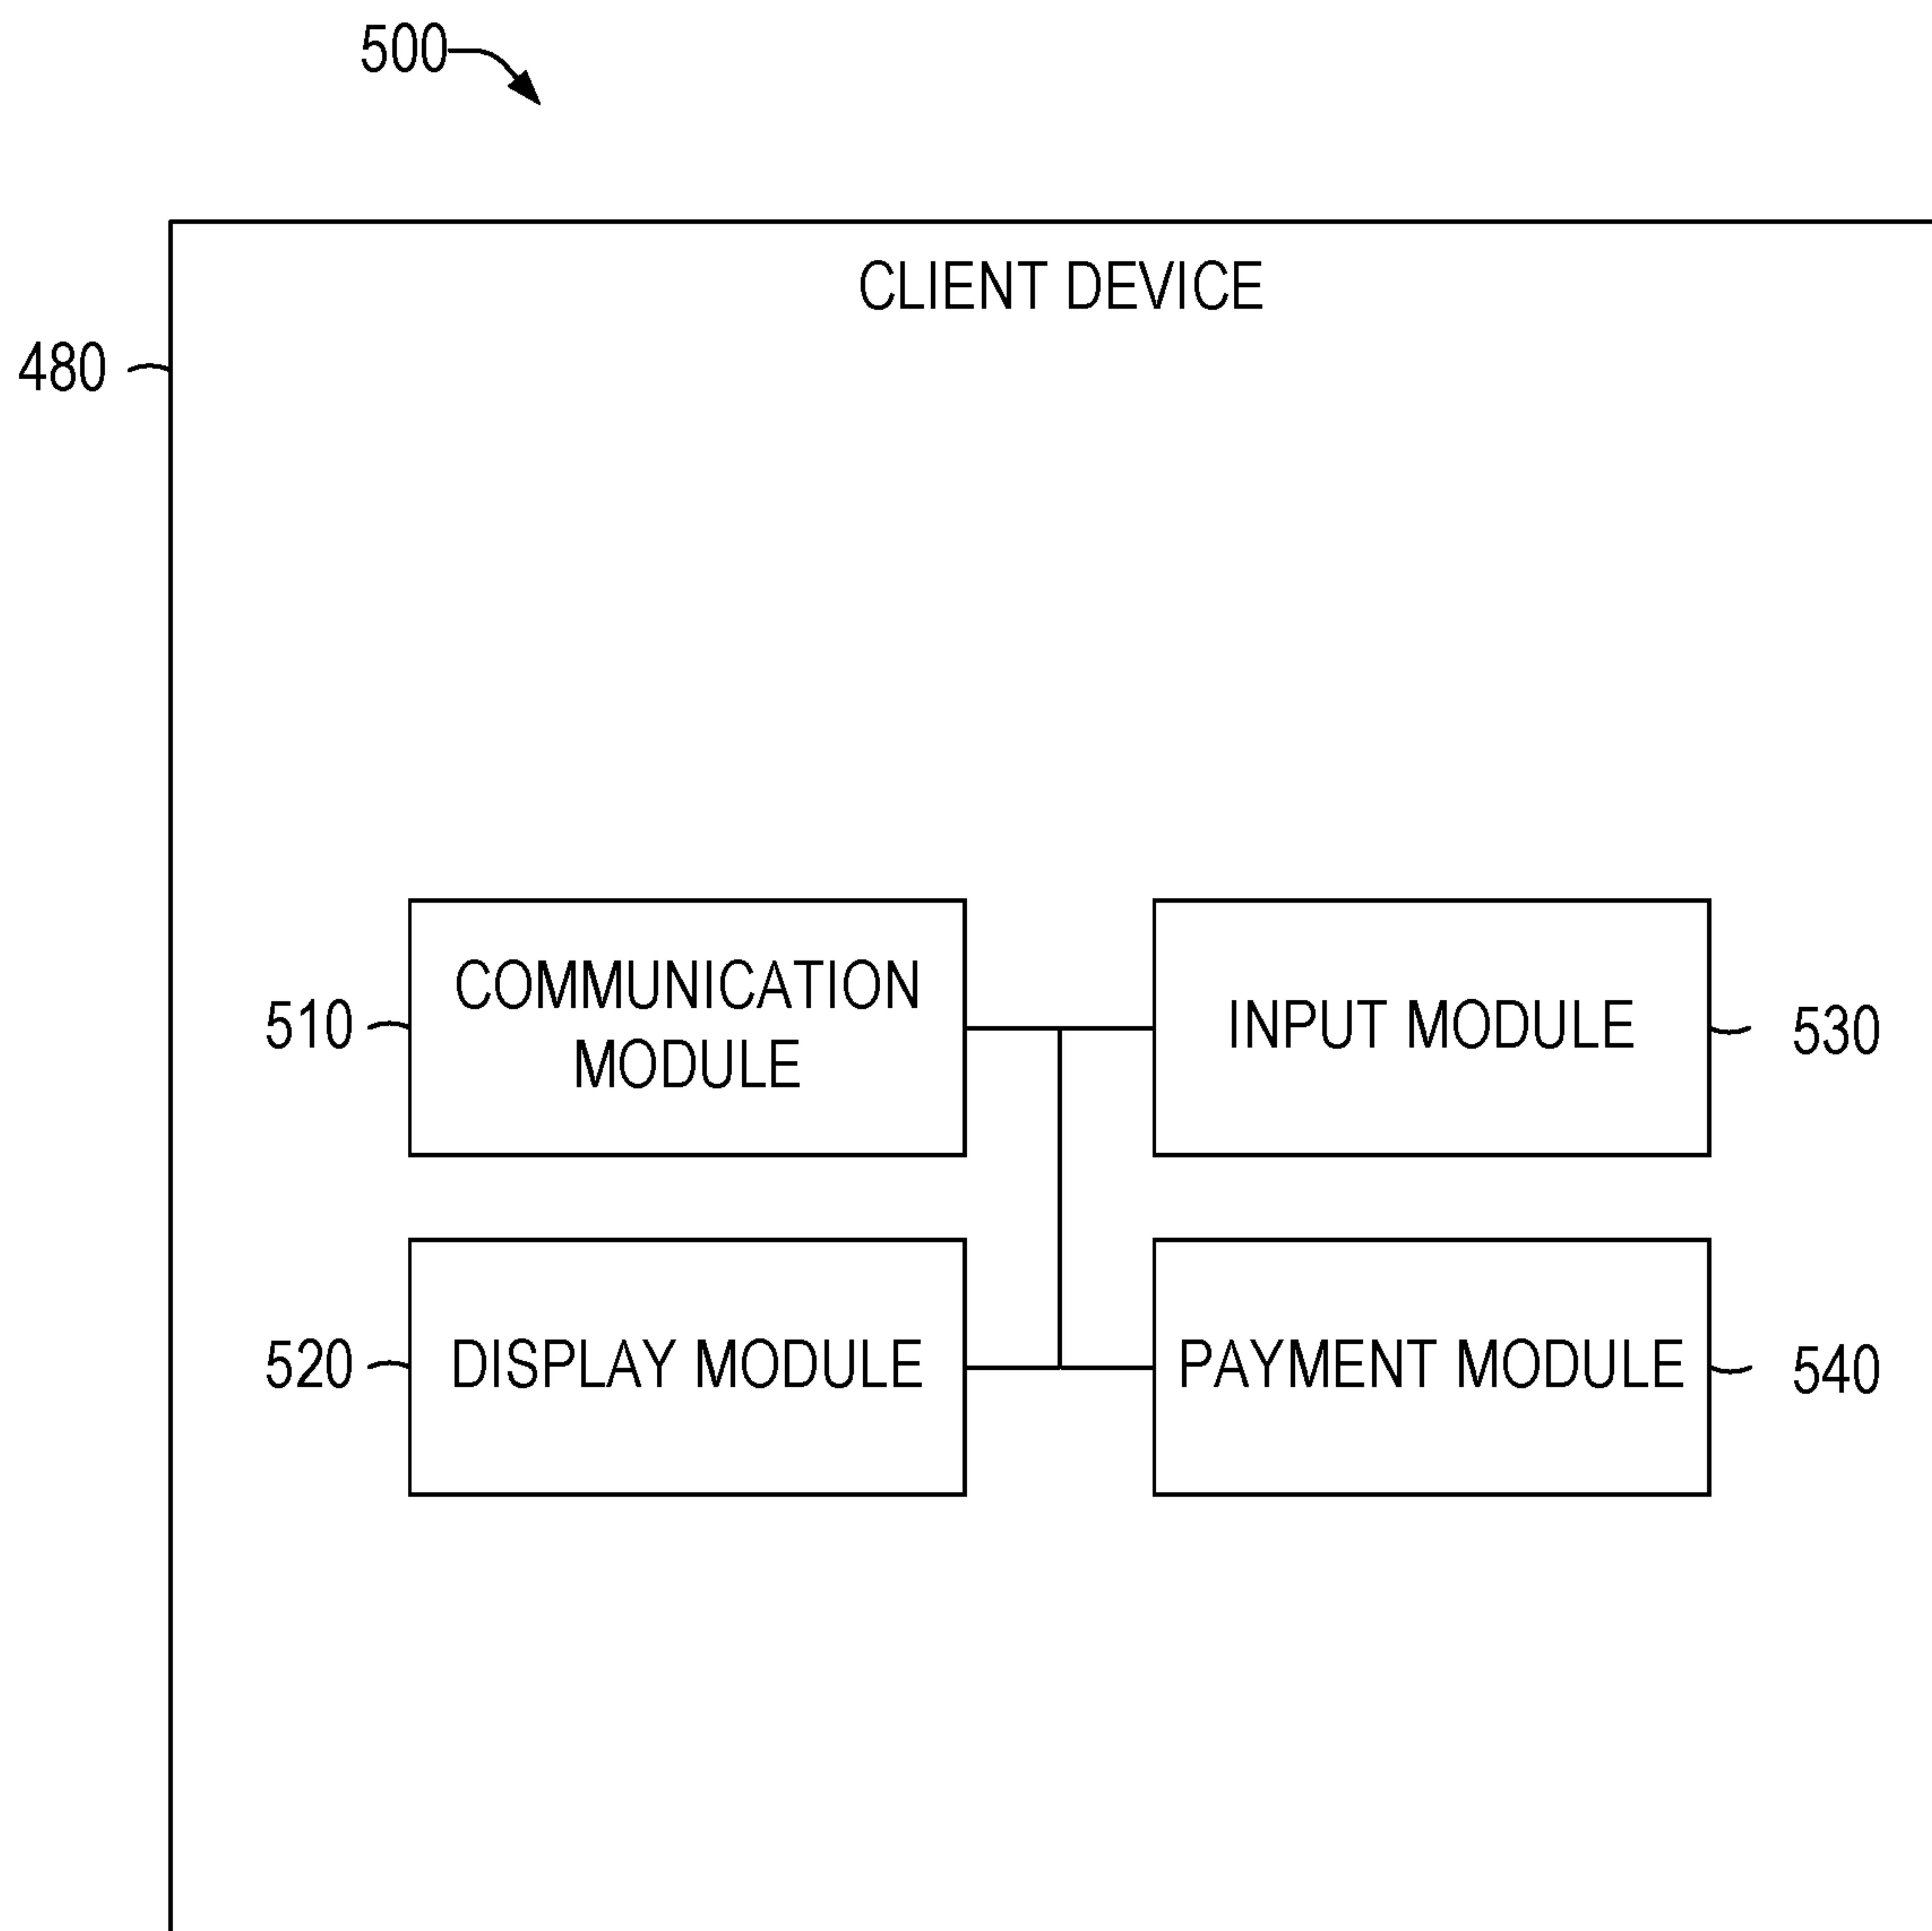 500
CLIENT DEVICE
480
COMMUNICATION
MODULE
510
INPUT MODULE
530
520
DISPLAY MODULE
PAYMENT MODULE
540